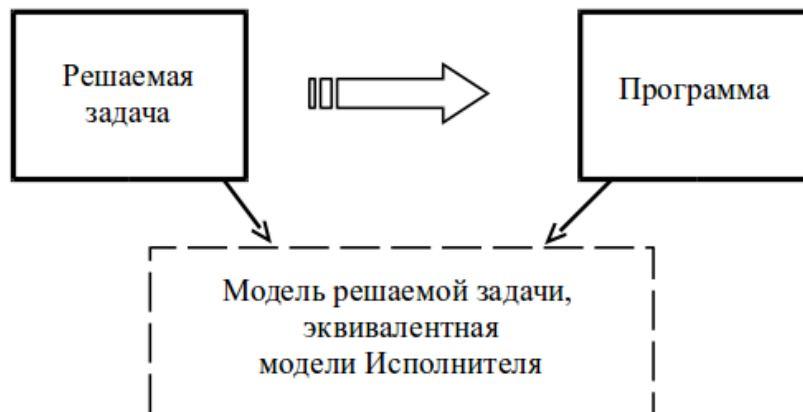 Решаемая
задача
Программа
Модель решаемой задачи,
эквивалентная
модели Исполнителя